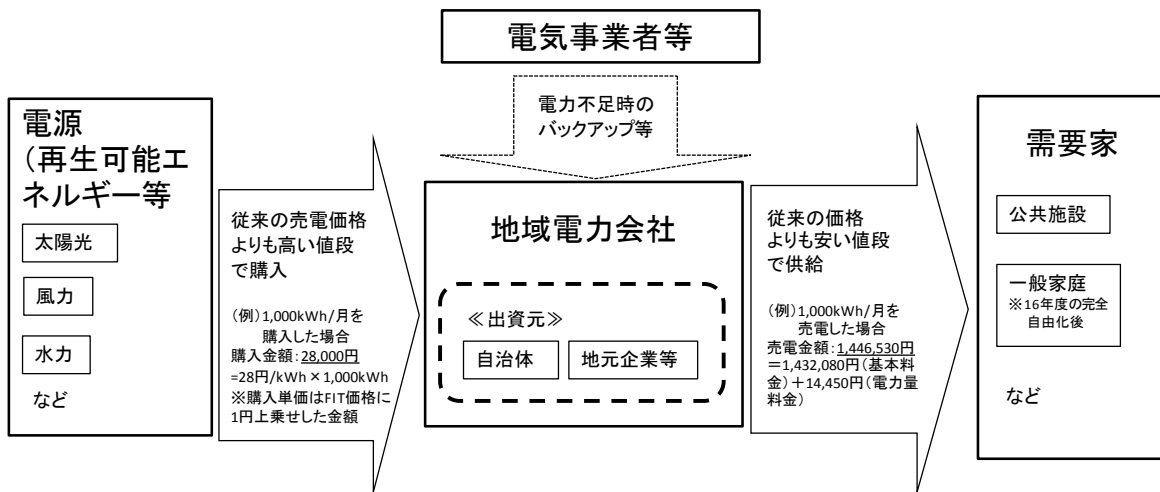 電気事業者等
電力不足時の
バックアップ等
電源
（再生可能エ
ネルギー等
太陽光
風力
水力
など
従来の売電価格
よりも高い値段
で購入
（例）1,000kWh/月を
購入した場合
購入金額：28,000円
=28円/kWh×1,000kWh
※購入単価はFIT価格に
1円上乗せした金額
地域電力会社
≪出資元≫
自治体
地元企業等
従来の価格
よりも安い値段
で供給
（例）1,000kWh/月を
売電した場合
売電金額：1,446,530円
＝1,432,080円（基本料
金）＋14,450円（電力量
料金）
需要家
公共施設
一般家庭
※16年度の完全
自由化後
など